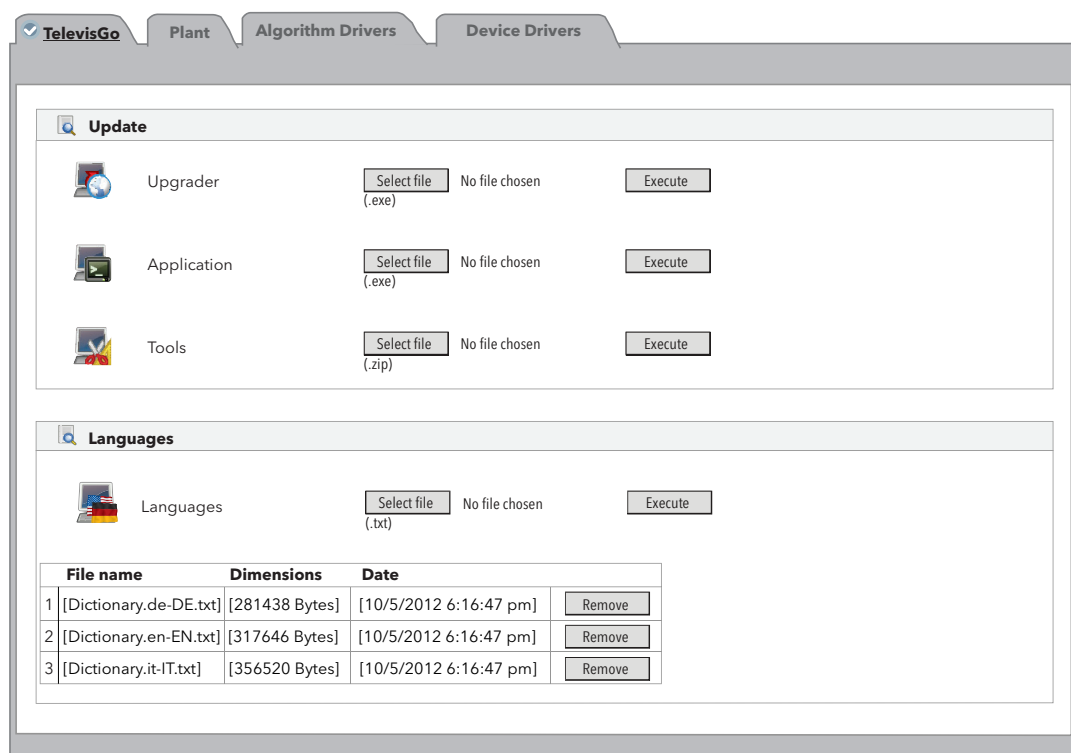 TelevisGo Plant Algorithm Drivers Device Drivers
Update
Upgrader Select file No file chosen Execute
(.exe)
Application Select file No file chosen Execute
(.exe)
Tools Select file No file chosen Execute
(.zip)
Languages
Languages Select file No file chosen Execute
(.txt)
File name Dimensions Date
1 [Dictionary.de-DE.txt] [281438 Bytes] [10/5/2012 6:16:47 pm] Remove
2 [Dictionary.en-EN.txt] [317646 Bytes] [10/5/2012 6:16:47 pm] Remove
3 [Dictionary.it-IT.txt] [356520 Bytes] [10/5/2012 6:16:47 pm] Remove